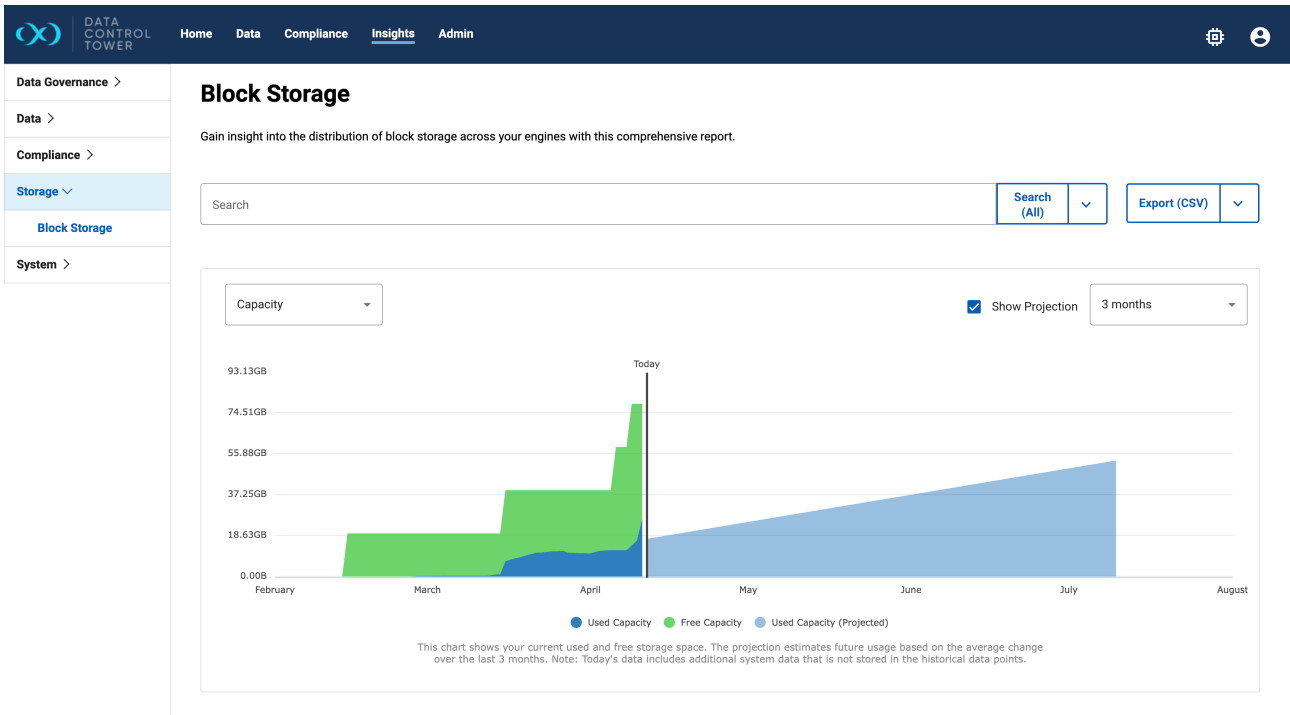 DATA
CONTROL
TOWER
Home
Data
Compliance
Insights
Admin
Data Governance
Data
Compliance
Storage
Block Storage
System
Block Storage
Gain insight into the distribution of block storage across your engines with this comprehensive report.
Search
Search
(All)
Export (CSV)
Capacity
Show Projection
3 months
Today
93.13GB
74.51GB
55.88GB
37.25GB
18.63GB
0.00B
February
March
April
May
June
July
August
Used Capacity
Free Capacity
Used Capacity (Projected)
This chart shows your current used and free storage space. The projection estimates future usage based on the average change
over the last 3 months. Note: Today's data includes additional system data that is not stored in the historical data points.